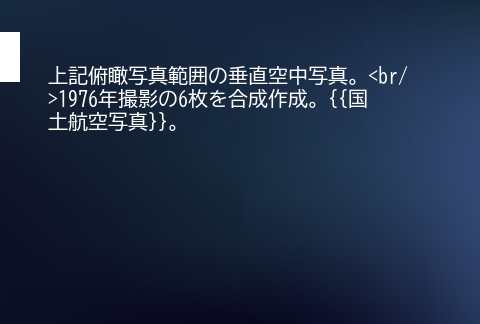 上記俯瞰写真範囲の垂直空中写真。<br/
>1976年撮影の6枚を合成作成。{{国
土航空写真}}。